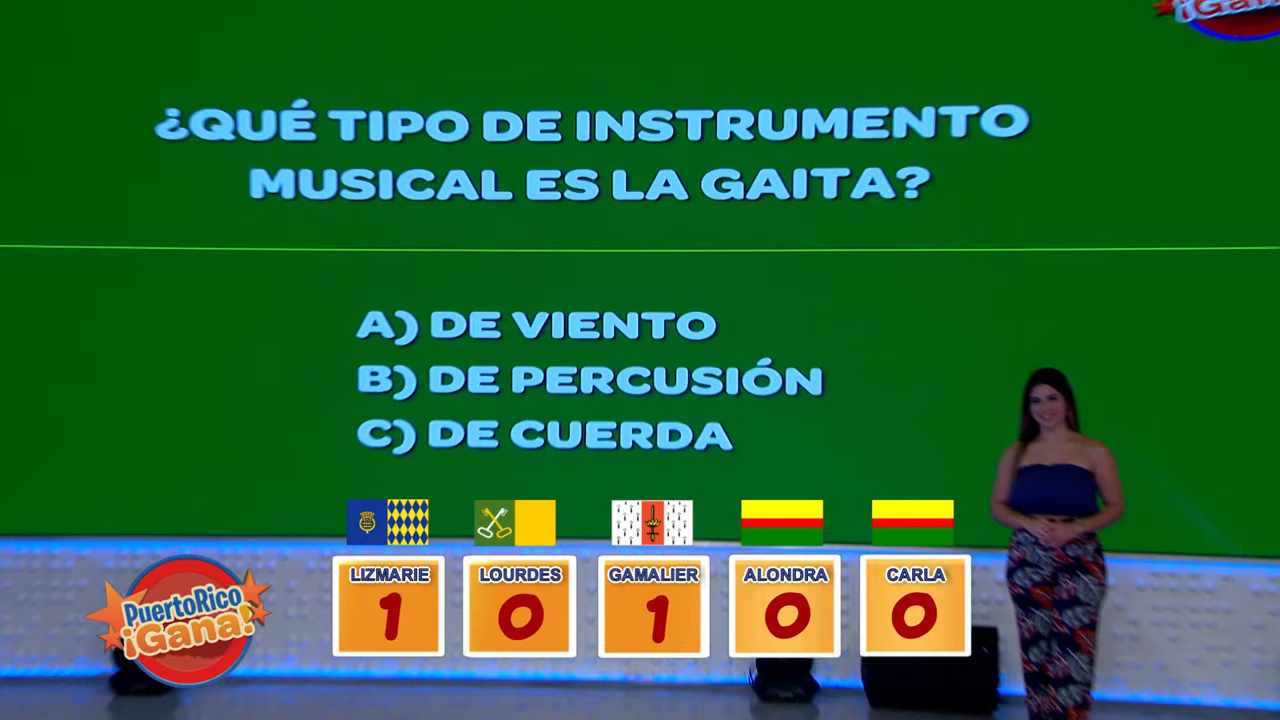 ¡Gana!
¿QUÉ TIPO DE INSTRUMENTO
MUSICAL ES LA GAITA?
A) DE VIENTO
B) DE PERCUSIÓN
C) DE CUERDA
LIZMARIE LOURDES GAMALIER ALONDRA CARLA
1 0 1 0 0
PuertoRico
¡Gana!